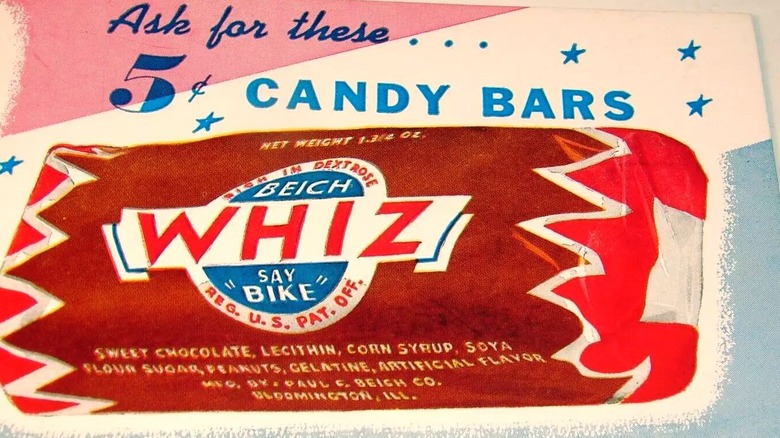 Ask for these...
5¢ CANDY BARS
NET WEIGHT 1.3/4 OZ.
RICH IN DEXTROSE
BEICH
WHIZ
SAY
"BIKE"
REG. U.S. PAT. OFF.
SWEET CHOCOLATE, LECITHIN, CORN SYRUP, SOYA
FLOUR SUGAR, PEANUTS, GELATINE, ARTIFICIAL FLAVOR
MFG. BY - PAUL F. BEICH CO.
BLOOMINGTON, ILL.